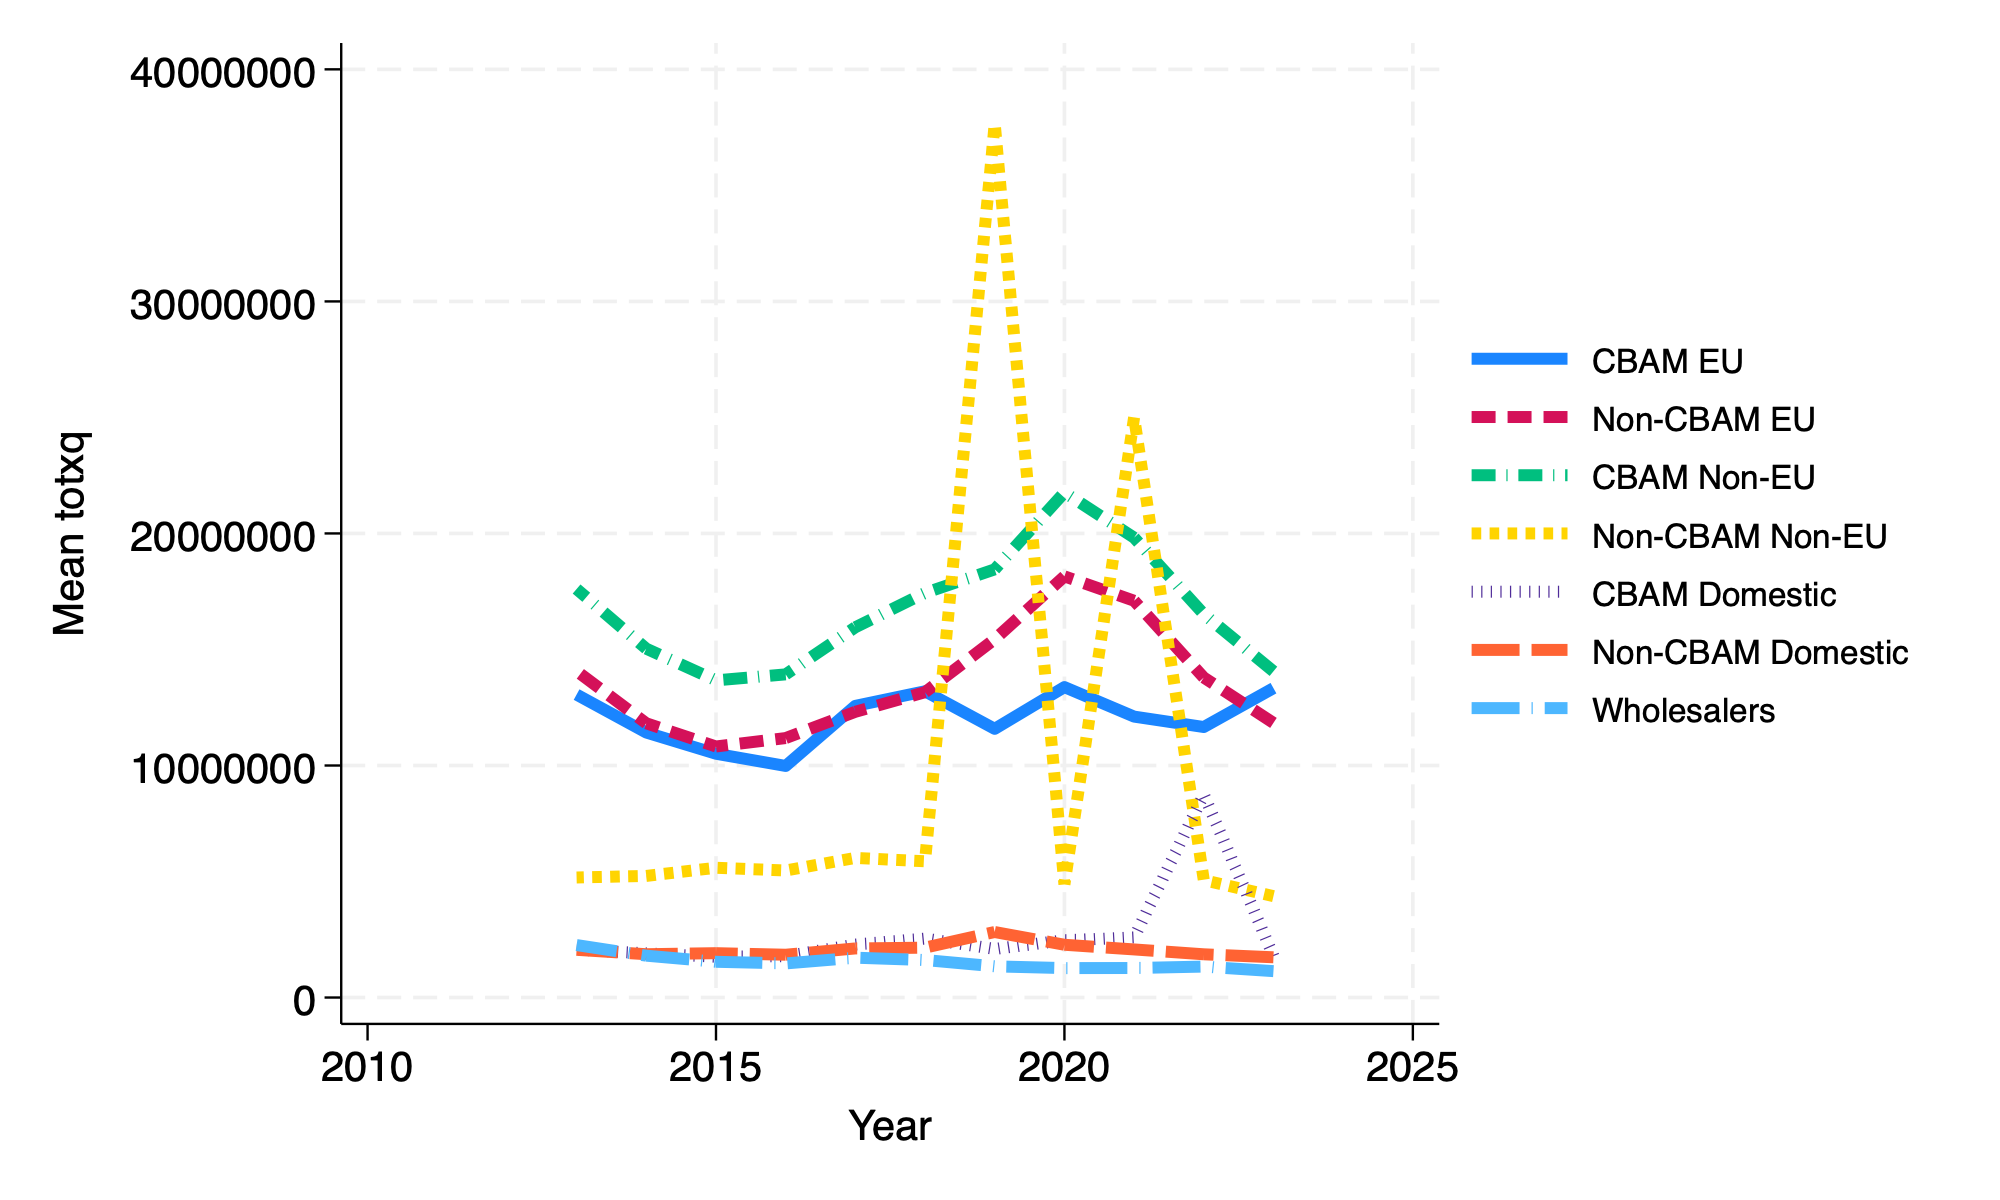 40000000
30000000
20000000
10000000
0
Mean totxq
2010
2015
2020
2025
Year
CBAM EU
Non-CBAM EU
CBAM Non-EU
Non-CBAM Non-EU
CBAM Domestic
Non-CBAM Domestic
Wholesalers